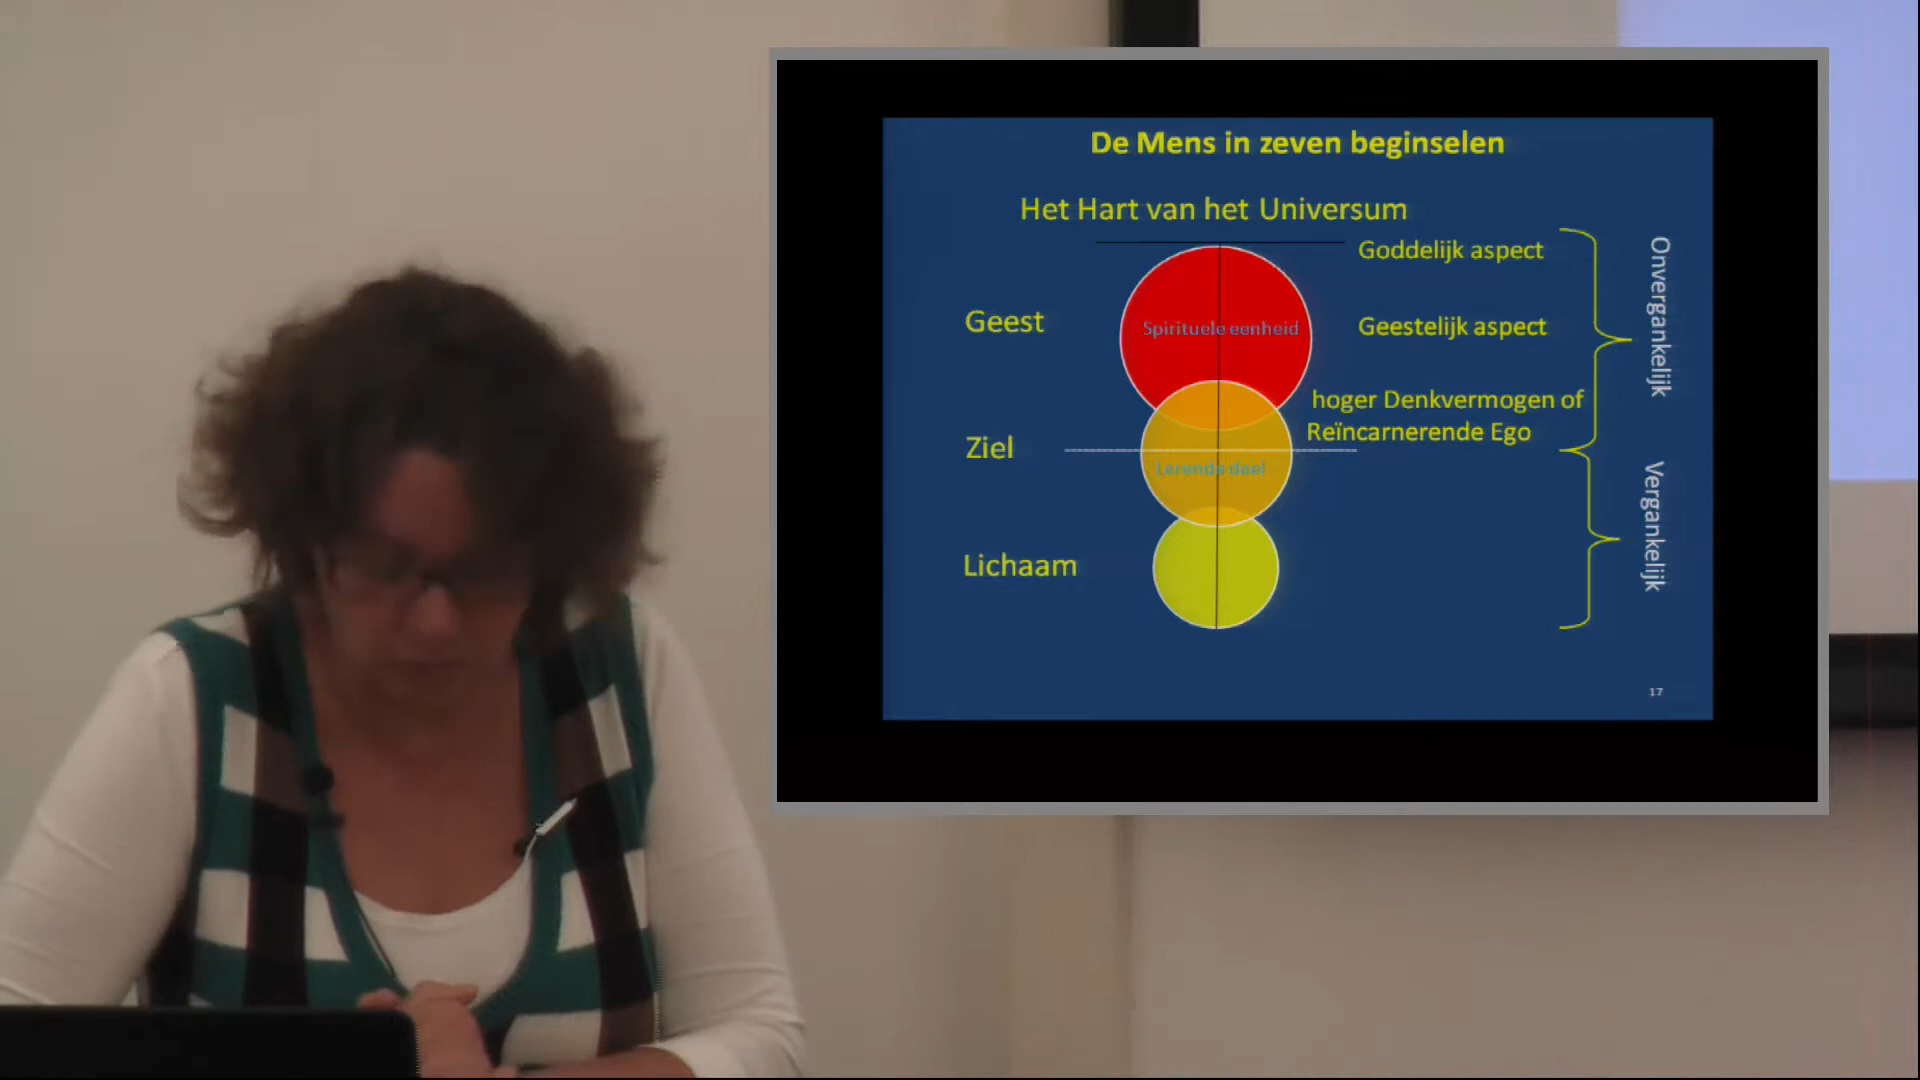 De Mens in zeven beginselen
Het Hart van het Universum
Goddelijk aspect
Geest
Spirituele eenheid
Geestelijk aspect
hoger Denkvermogen of
Reïncarnerende Ego
Ziel
Lerende deel
Lichaam
Onvergankelijk
Vergankelijk
17